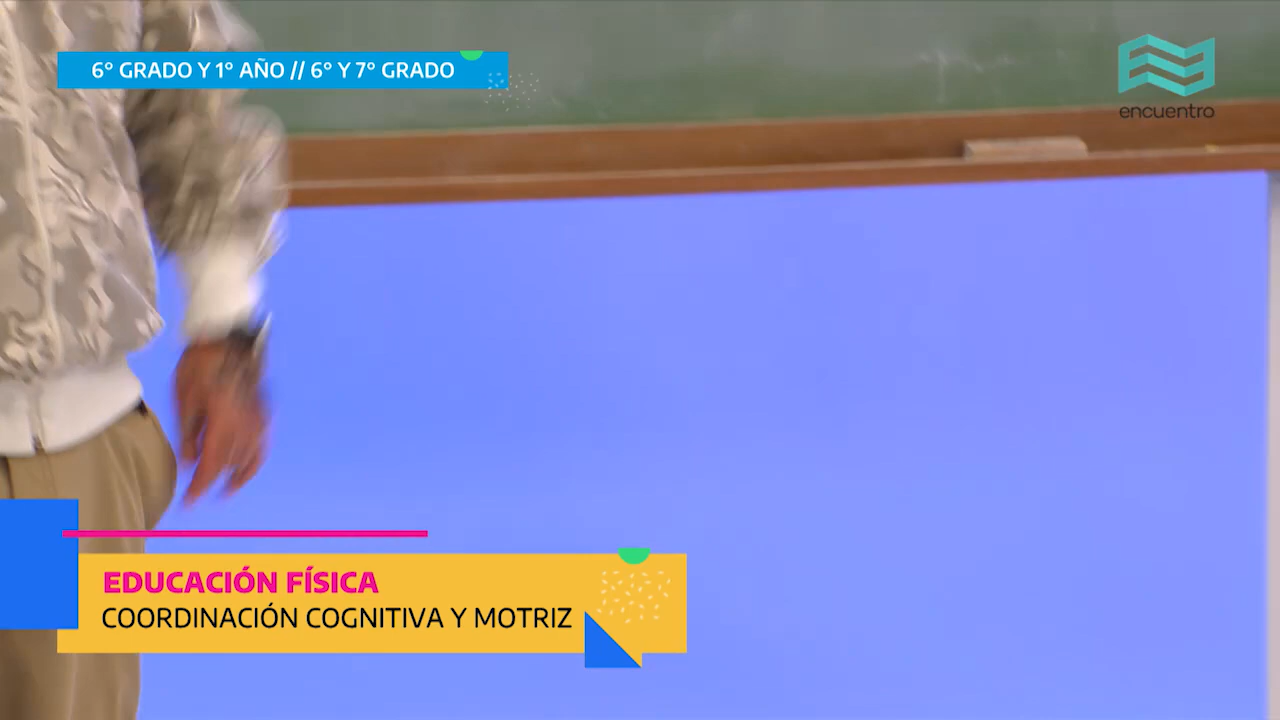 6° GRADO Y 1° AÑO // 6° Y 7° GRADO
encuentro
EDUCACIÓN FÍSICA
COORDINACIÓN COGNITIVA Y MOTRIZ